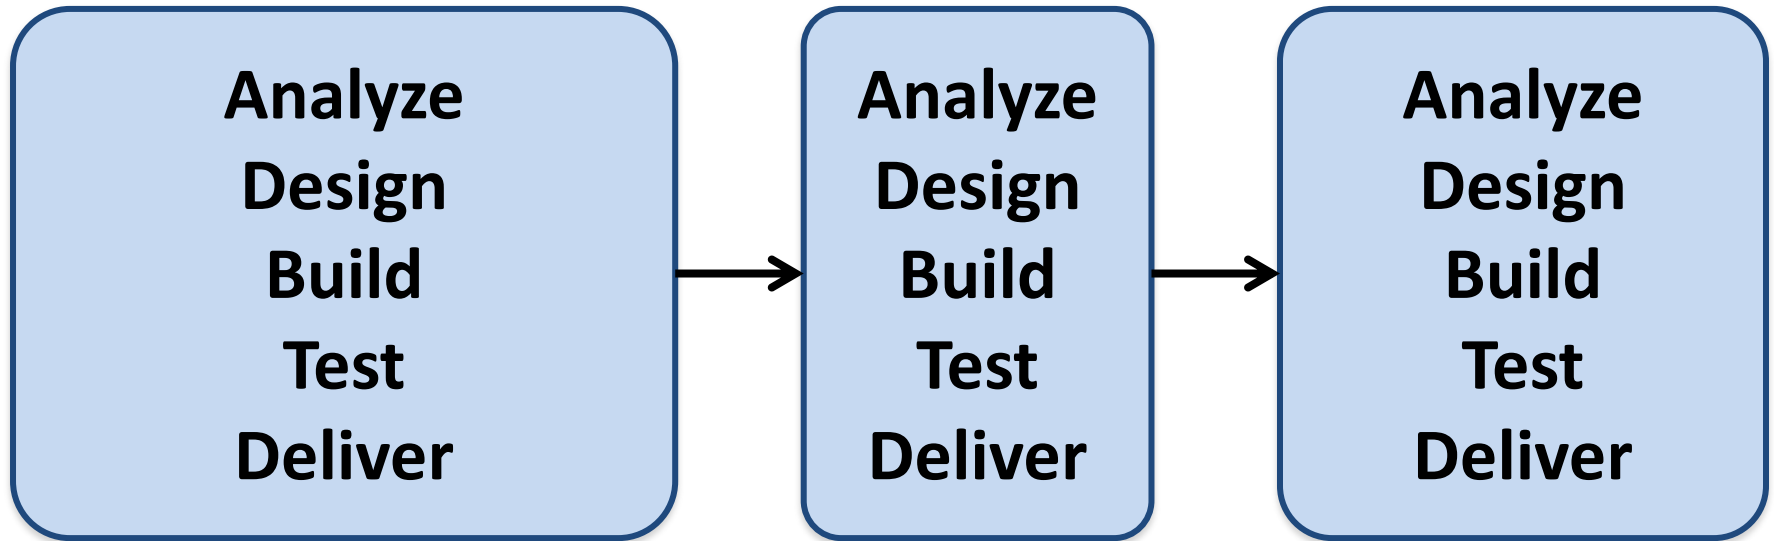 Analyze
Design
Build
Test
Deliver
Analyze
Design
Build
Test
Deliver
Analyze
Design
Build
Test
Deliver